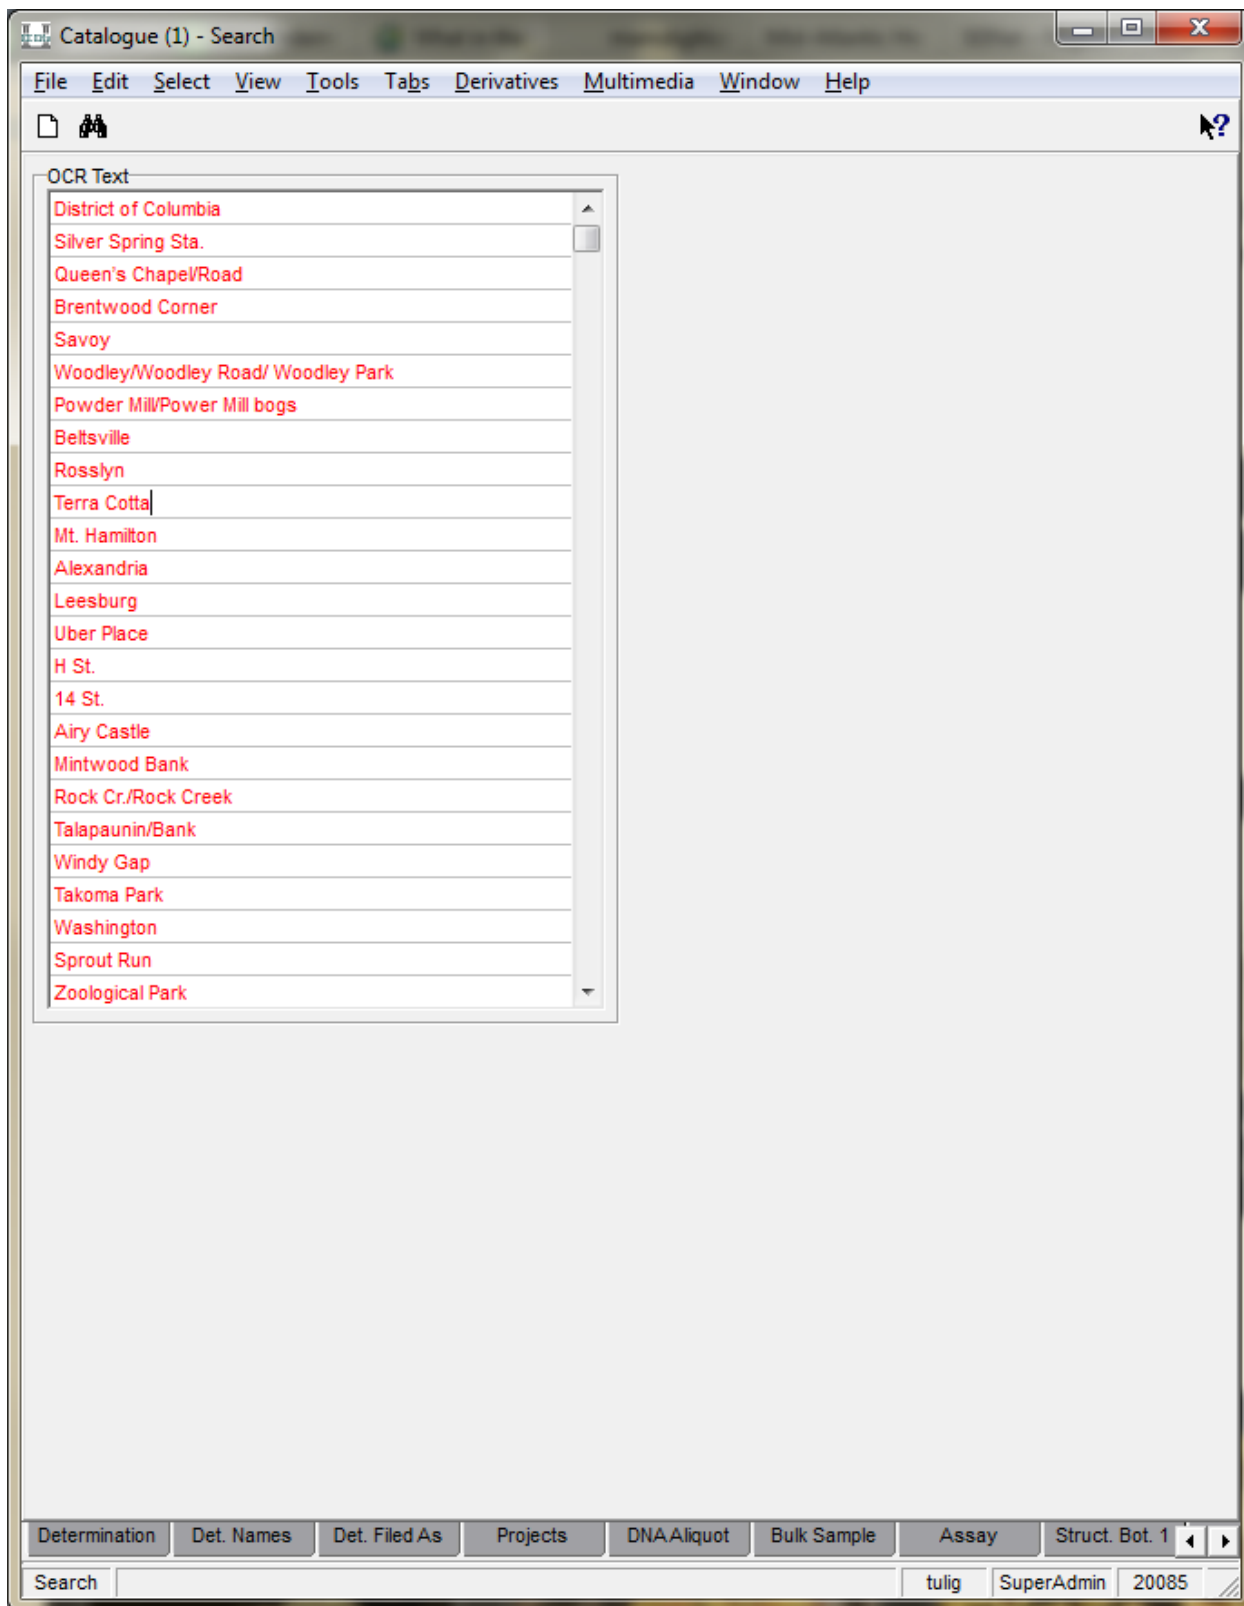 Catalogue (1) - Search
File Edit Select View Tools Tabs Derivatives Multimedia Window Help
OCR Text
District of Columbia
Silver Spring Sta.
Queen's Chapel/Road
Brentwood Corner
Savoy
Woodley/Woodley Road/ Woodley Park
Powder Mill/Power Mill bogs
Beltsville
Rosslyn
Terra Cotta
Mt. Hamilton
Alexandria
Leesburg
Uber Place
H St.
14 St.
Airy Castle
Mintwood Bank
Rock Cr./Rock Creek
Talapaunin/Bank
Windy Gap
Takoma Park
Washington
Sprout Run
Zoological Park
Determination Det. Names Det. Filed As Projects DNA Aliquot Bulk Sample Assay Struct. Bot. 1
Search tulig SuperAdmin 20085